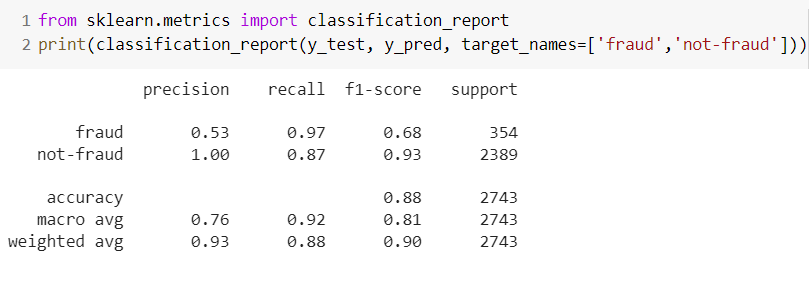 1 from sklearn.metrics import classification_report
2 print(classification_report(y_test, y_pred, target_names=['fraud','not-fraud']))
precision recall f1-score support
fraud 0.53 0.97 0.68 354
not-fraud 1.00 0.87 0.93 2389
accuracy 0.88 2743
macro avg 0.76 0.92 0.81 2743
weighted avg 0.93 0.88 0.90 2743